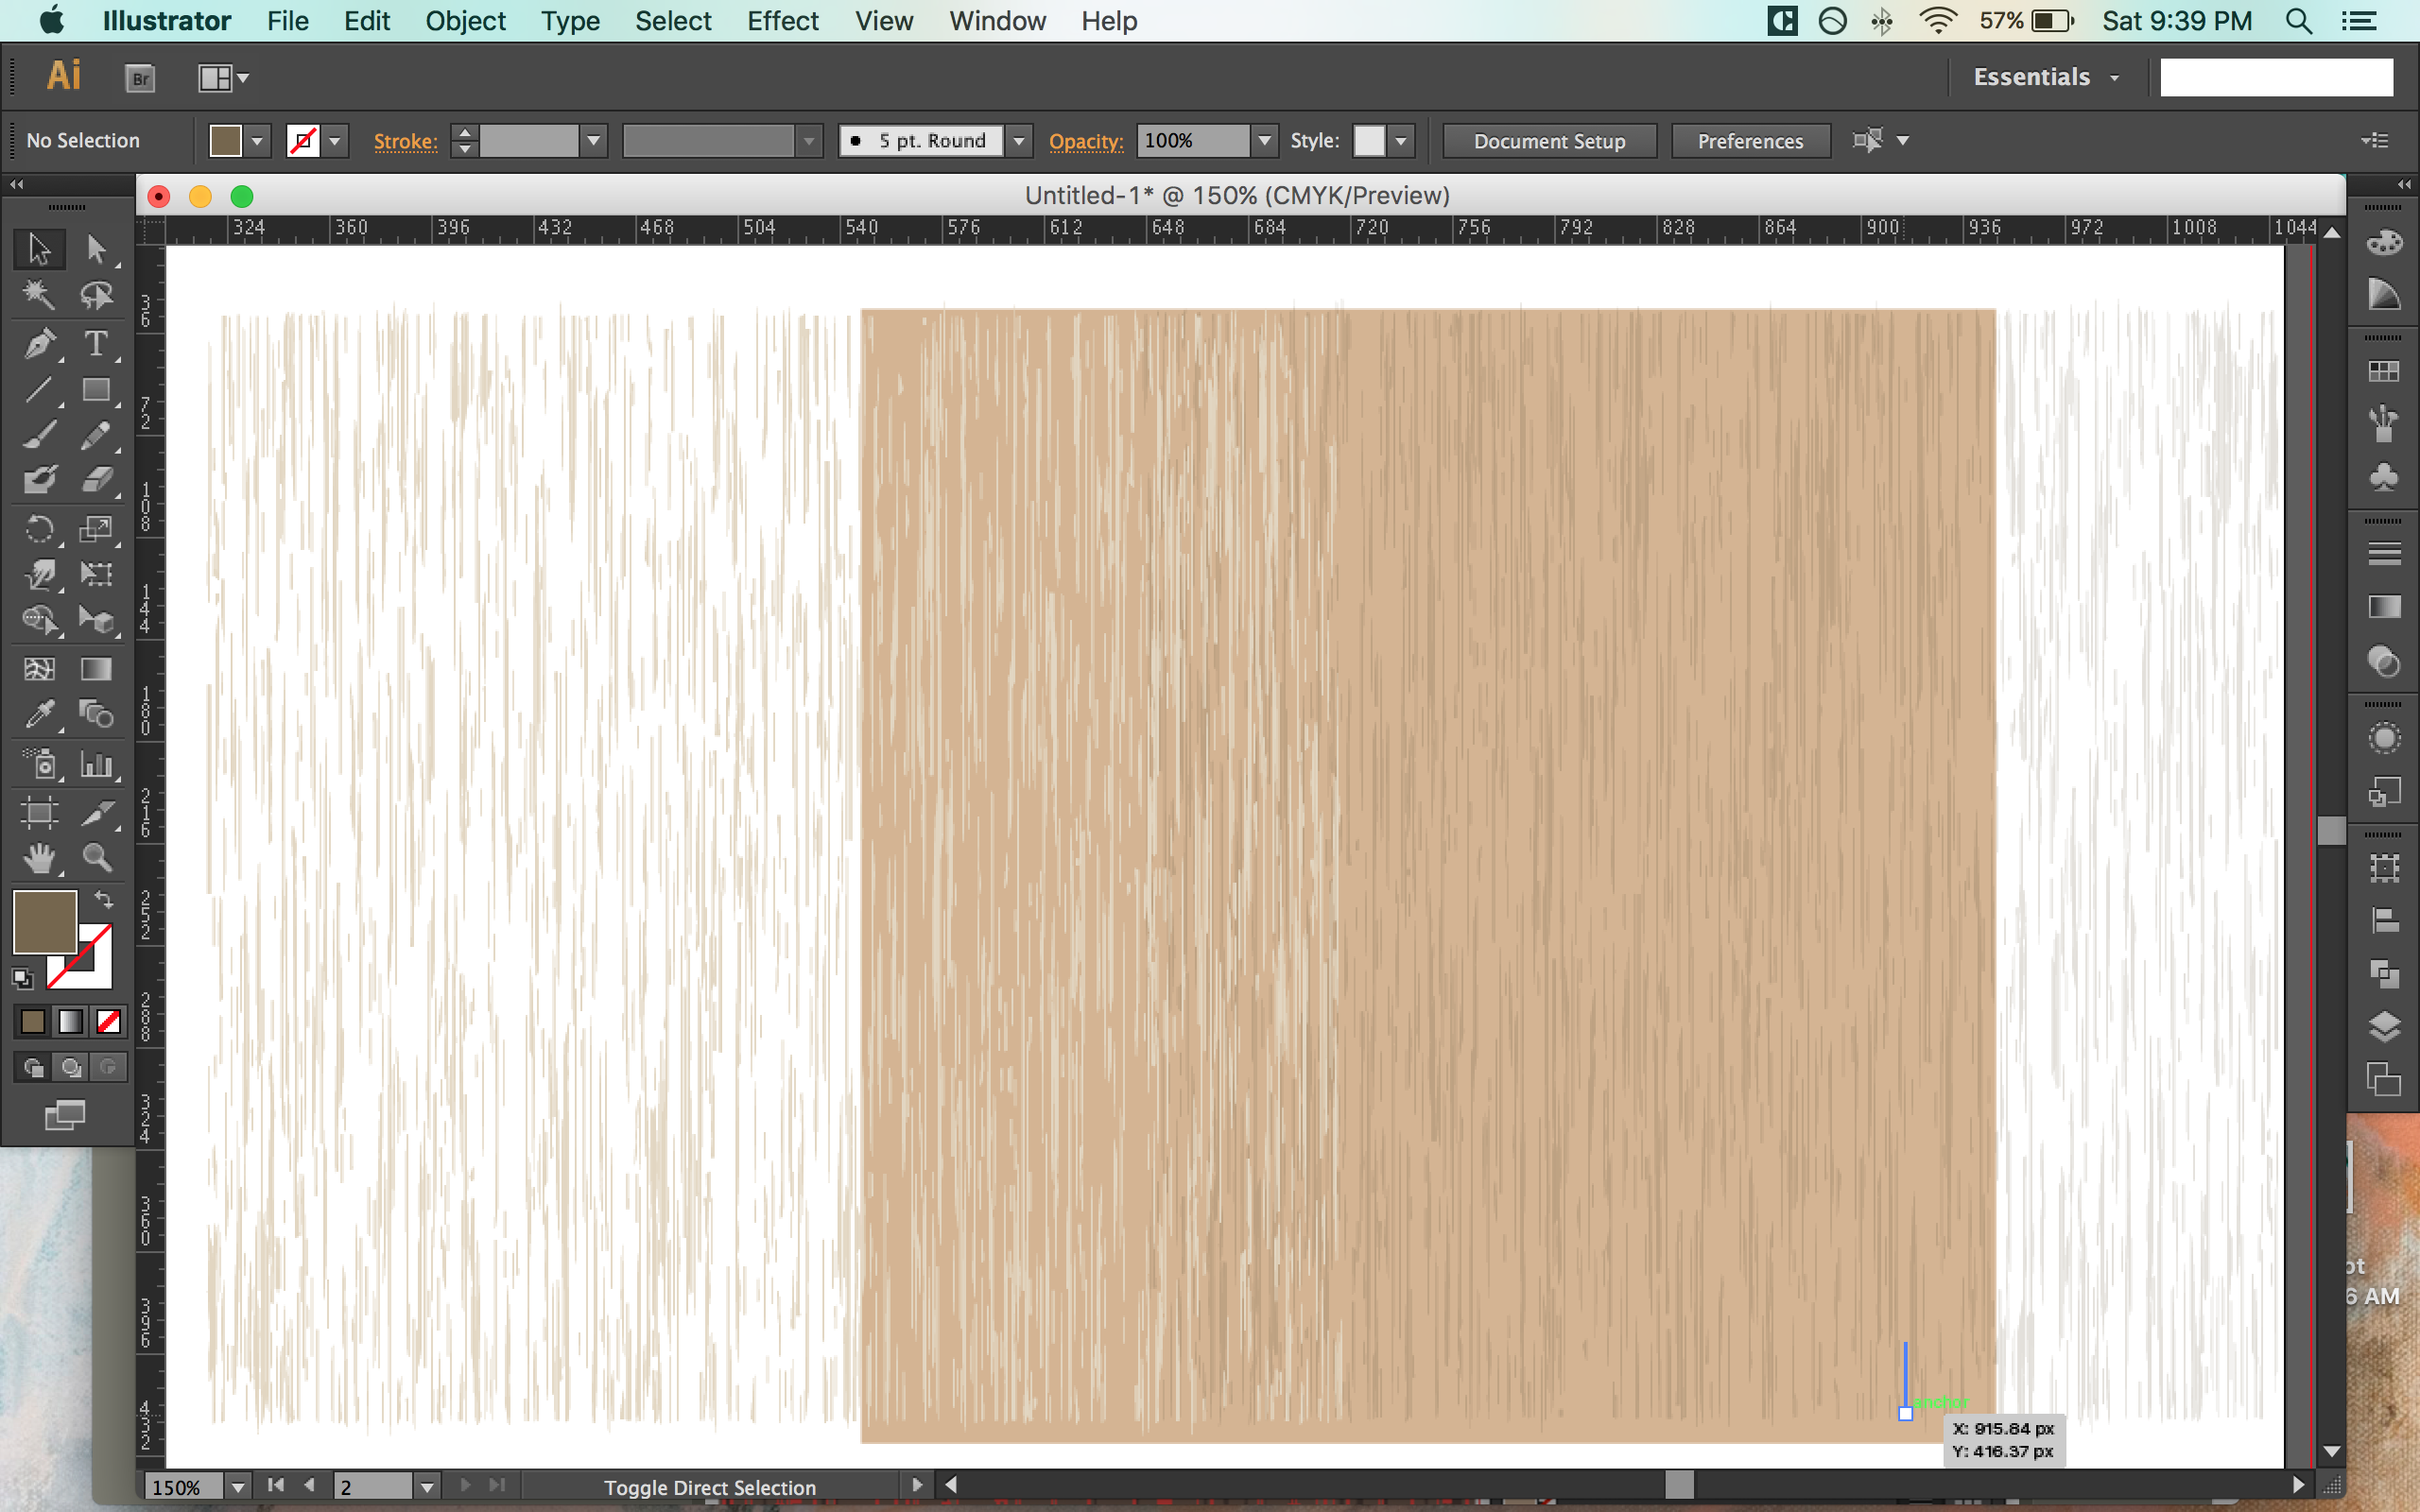 Illustrator File Edit Object Type Select Effect View Window Help 57% Sat 9:39 PM
Ai Br Essentials
No Selection Stroke: 5 pt. Round Opacity: 100% Style: Document Setup Preferences
Untitled-1* @ 150% (CMYK/Preview)
324 360 396 432 468 504 540 576 612 648 684 720 756 792 828 864 900 936 972 1008 1044
36
72
108
144
180
216
252
288
324
360
396
432
T
pt
6 AM
anchor
X: 915.84 px
Y: 416.37 px
150% 2 Toggle Direct Selection